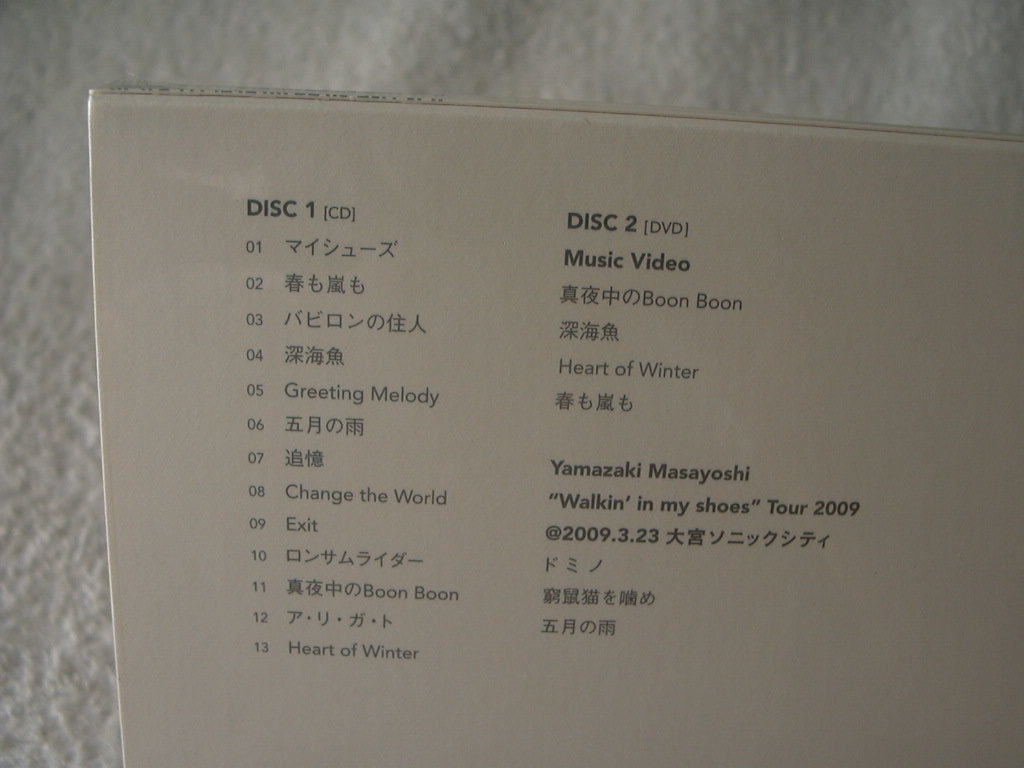 DISC 1 [CD]
01 マイシューズ
02 春も嵐も
03 バビロンの住人
04 深海魚
05 Greeting Melody
06 五月の雨
07 追憶
08 Change the World
09 Exit
10 ロンサムライダー
11 真夜中のBoon Boon
12 ア・リ・ガ・ト
13 Heart of Winter
DISC 2 [DVD]
Music Video
真夜中のBoon Boon
深海魚
Heart of Winter
春も嵐も
Yamazaki Masayoshi
“Walkin’ in my shoes” Tour 2009
@2009.3.23 大宮ソニックシティ
ドミノ
窮鼠猫を噛め
五月の雨